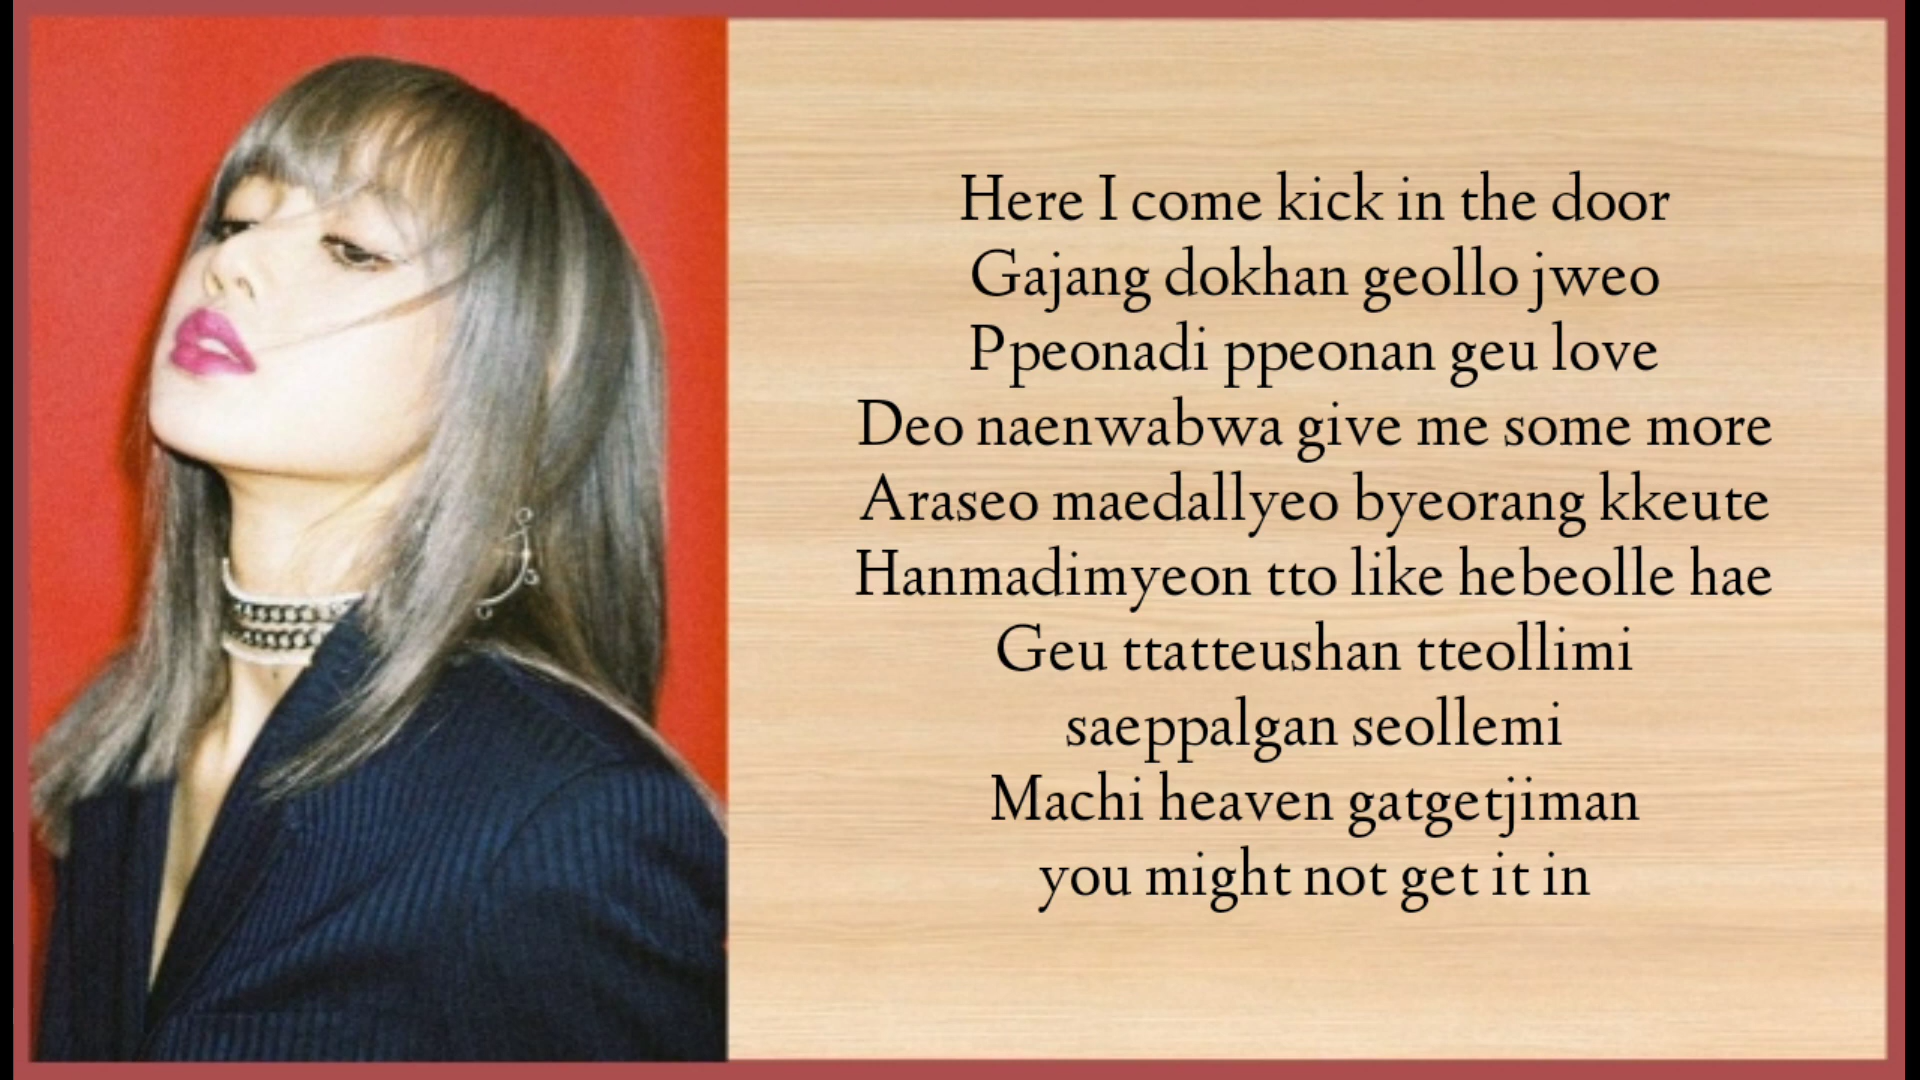 Here I come kick in the door
Gajang dokhan geollo jweo
Ppeonadi ppeonan geu love
Deo naenwabwa give me some more
Araseo maedallyeo byeorang kkeute
Hanmadimyeon tto like hebeolle hae
Geu ttatteushan tteollimi
saeppalgan seollemi
Machi heaven gatgetjiman
you might not get it in